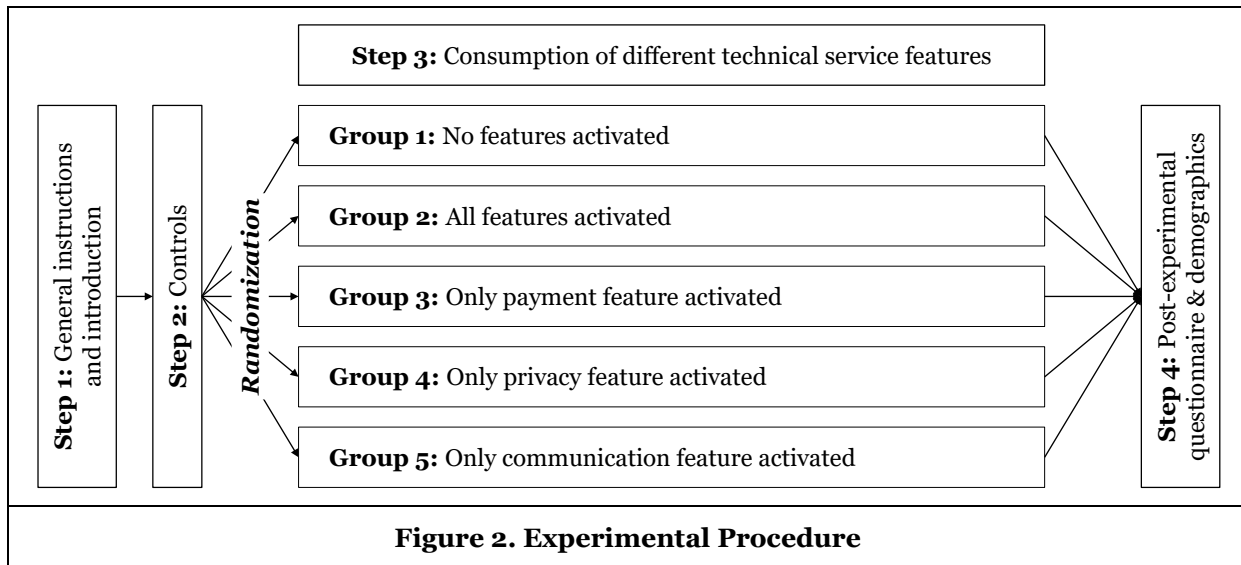 Step 3: Consumption of different technical service features
Step 1: General instructions
and introduction
Step 2: Controls
Randomization
Group 1: No features activated
Group 2: All features activated
Group 3: Only payment feature activated
Group 4: Only privacy feature activated
Group 5: Only communication feature activated
Step 4: Post-experimental
questionnaire & demographics
Figure 2. Experimental Procedure